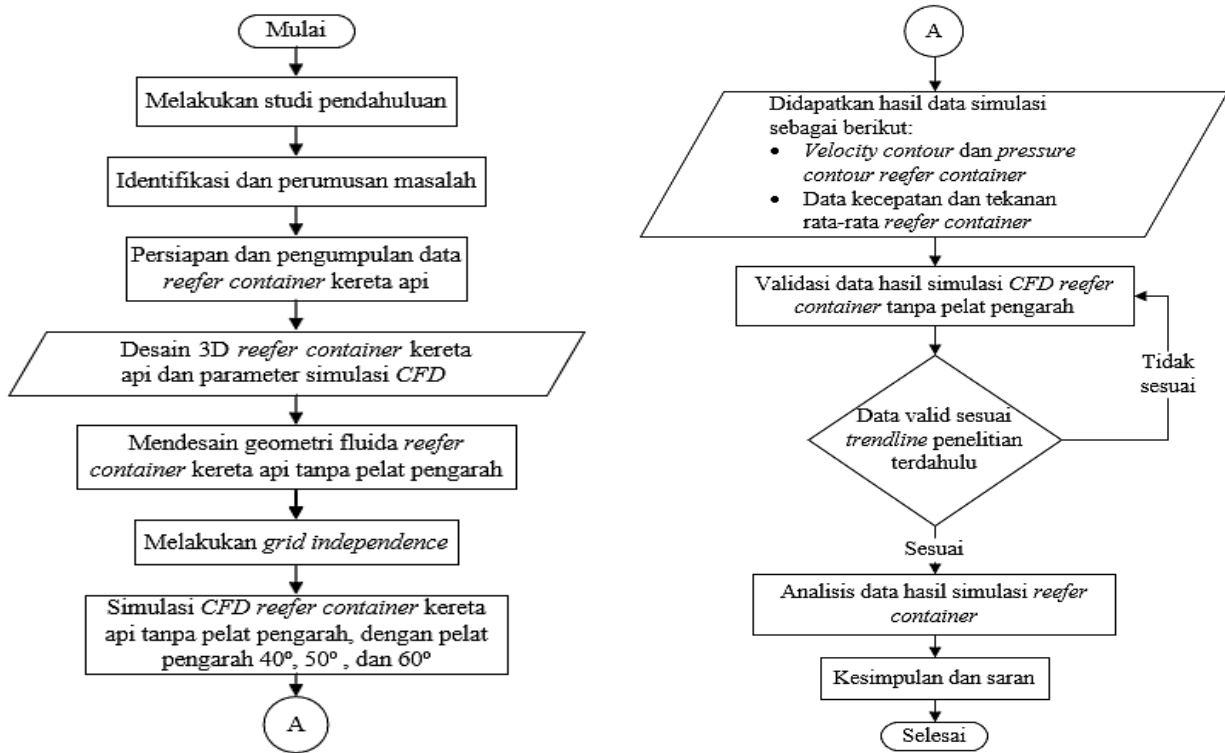 Mulai
Melakukan studi pendahuluan
Identifikasi dan perumusan masalah
Persiapan dan pengumpulan data
reefer container kereta api
Desain 3D reefer container kereta
api dan parameter simulasi CFD
Mendesain geometri fluida reefer
container kereta api tanpa pelat pengarah
Melakukan grid independence
Simulasi CFD reefer container kereta
api tanpa pelat pengarah, dengan pelat
pengarah 40º, 50º , dan 60º
A
A
Didapatkan hasil data simulasi
sebagai berikut:
• Velocity contour dan pressure
contour reefer container
• Data kecepatan dan tekanan
rata-rata reefer container
Validasi data hasil simulasi CFD reefer
container tanpa pelat pengarah
Tidak
sesuai
Data valid sesuai
trendline penelitian
terdahulu
Sesuai
Analisis data hasil simulasi reefer
container
Kesimpulan dan saran
Selesai